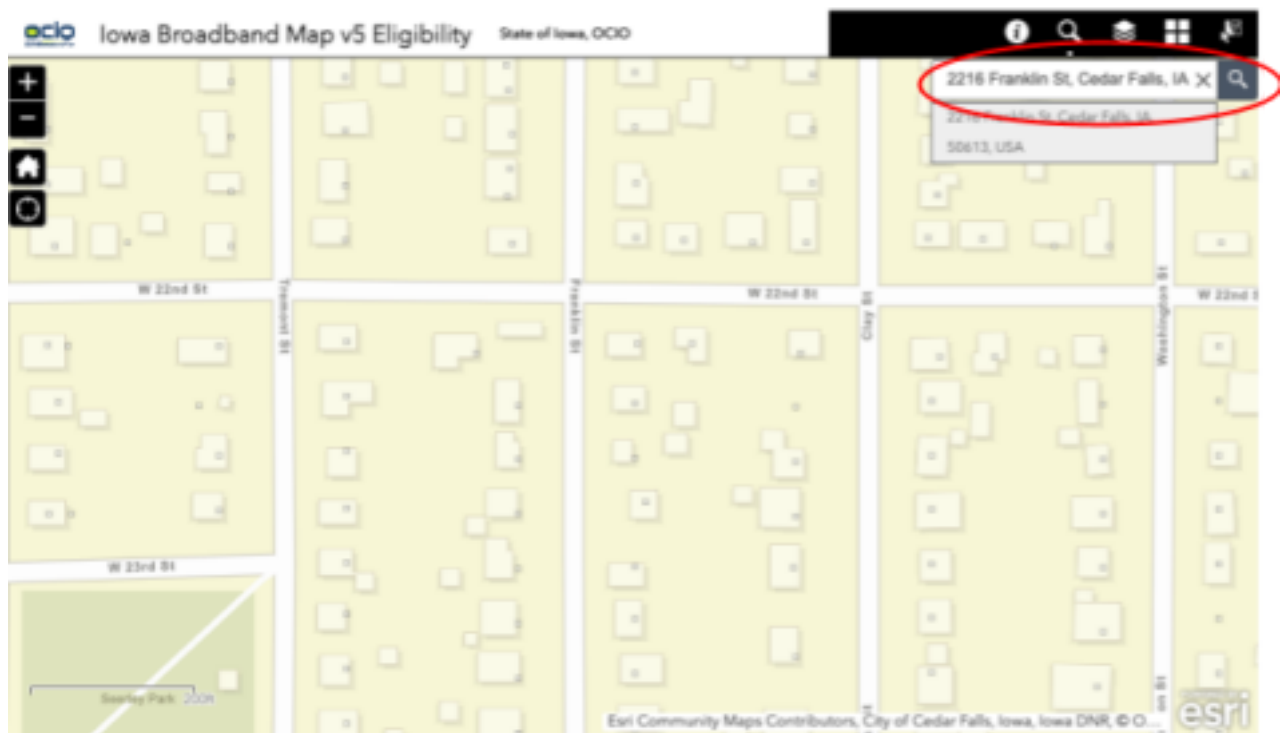 ocio
Iowa Broadband Map v5 Eligibility
State of Iowa, OCIO
2216 Franklin St, Cedar Falls, IA
2216 Franklin St, Cedar Falls, IA
50613, USA
W 22nd St
W 22nd St
W 22nd S
Tremont St
Franklin St
Clay St
Washington St
W 23rd St
Seerley Park
200ft
on St
Esri Community Maps Contributors, City of Cedar Falls, Iowa, Iowa DNR, © O...
esri